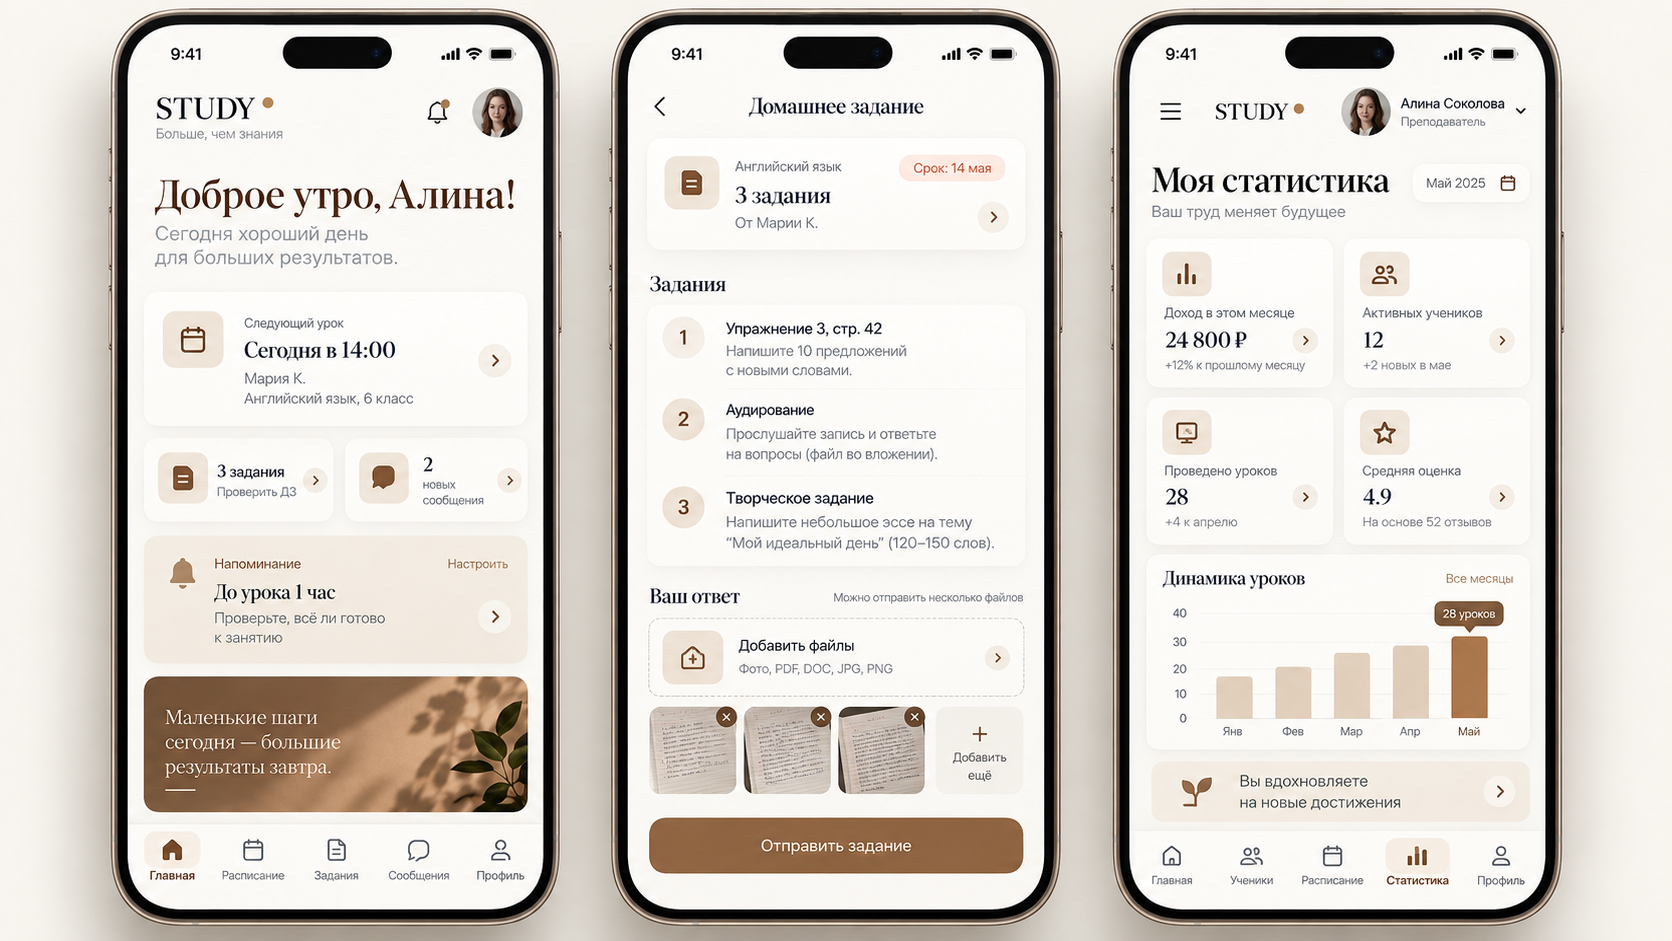 9:41
STUDY
Больше, чем знания
Доброе утро, Алина!
Сегодня хороший день
для больших результатов.
Следующий урок
Сегодня в 14:00
Мария К.
Английский язык, 6 класс
3 задания
Проверить ДЗ
2
новых
сообщения
Напоминание
Настроить
До урока 1 час
Проверьте, всё ли готово
к занятию
Маленькие шаги
сегодня — большие
результаты завтра.
Главная
Расписание
Задания
Сообщения
Профиль
9:41
Домашнее задание
Английский язык
Срок: 14 мая
3 задания
От Марии К.
Задания
1
Упражнение 3, стр. 42
Напишите 10 предложений
с новыми словами.
2
Аудирование
Прослушайте запись и ответьте
на вопросы (файл во вложении).
3
Творческое задание
Напишите небольшое эссе на тему
“Мой идеальный день” (120–150 слов).
Ваш ответ
Можно отправить несколько файлов
Добавить файлы
Фото, PDF, DOC, JPG, PNG
Добавить
ещё
Отправить задание
9:41
STUDY
Алина Соколова
Преподаватель
Моя статистика
Май 2025
Ваш труд меняет будущее
Доход в этом месяце
24 800 ₽
+12% к прошлому месяцу
Активных учеников
12
+2 новых в мае
Проведено уроков
28
+4 к апрелю
Средняя оценка
4.9
На основе 52 отзывов
Динамика уроков
Все месяцы
28 уроков
40
30
20
10
0
Янв
Фев
Мар
Апр
Май
Вы вдохновляете
на новые достижения
Главная
Ученики
Расписание
Статистика
Профиль